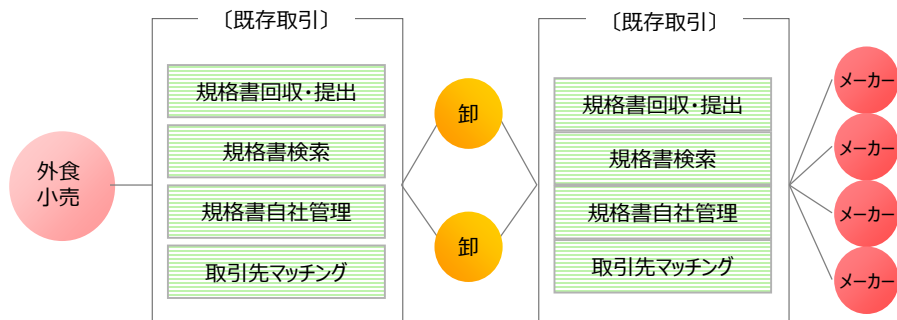 〔既存取引〕
規格書回収・提出
規格書検索
規格書自社管理
取引先マッチング
外食
小売
卸
卸
〔既存取引〕
規格書回収・提出
規格書検索
規格書自社管理
取引先マッチング
メーカー
メーカー
メーカー
メーカー